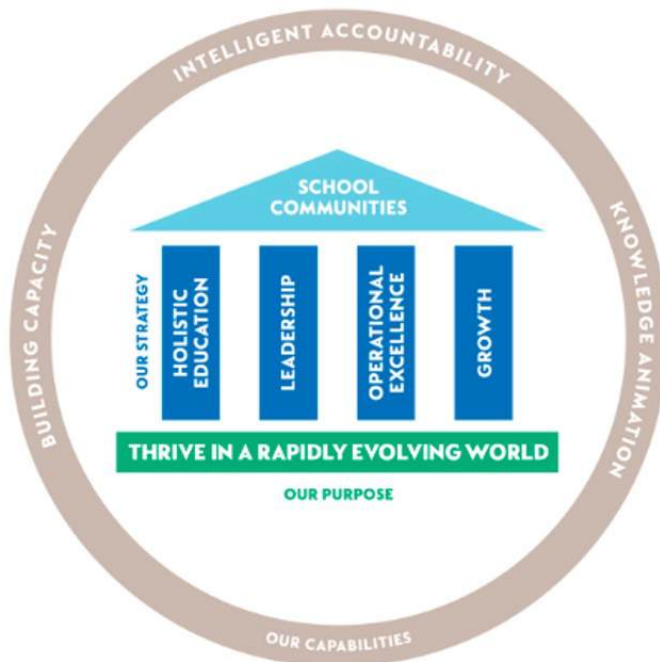 INTELLIGENT ACCOUNTABILITY
BUILDING CAPACITY
KNOWLEDGE ANIMATION
SCHOOL
COMMUNITIES
OUR STRATEGY
HOLISTIC
EDUCATION
LEADERSHIP
OPERATIONAL
EXCELLENCE
GROWTH
THRIVE IN A RAPIDLY EVOLVING WORLD
OUR PURPOSE
OUR CAPABILITIES